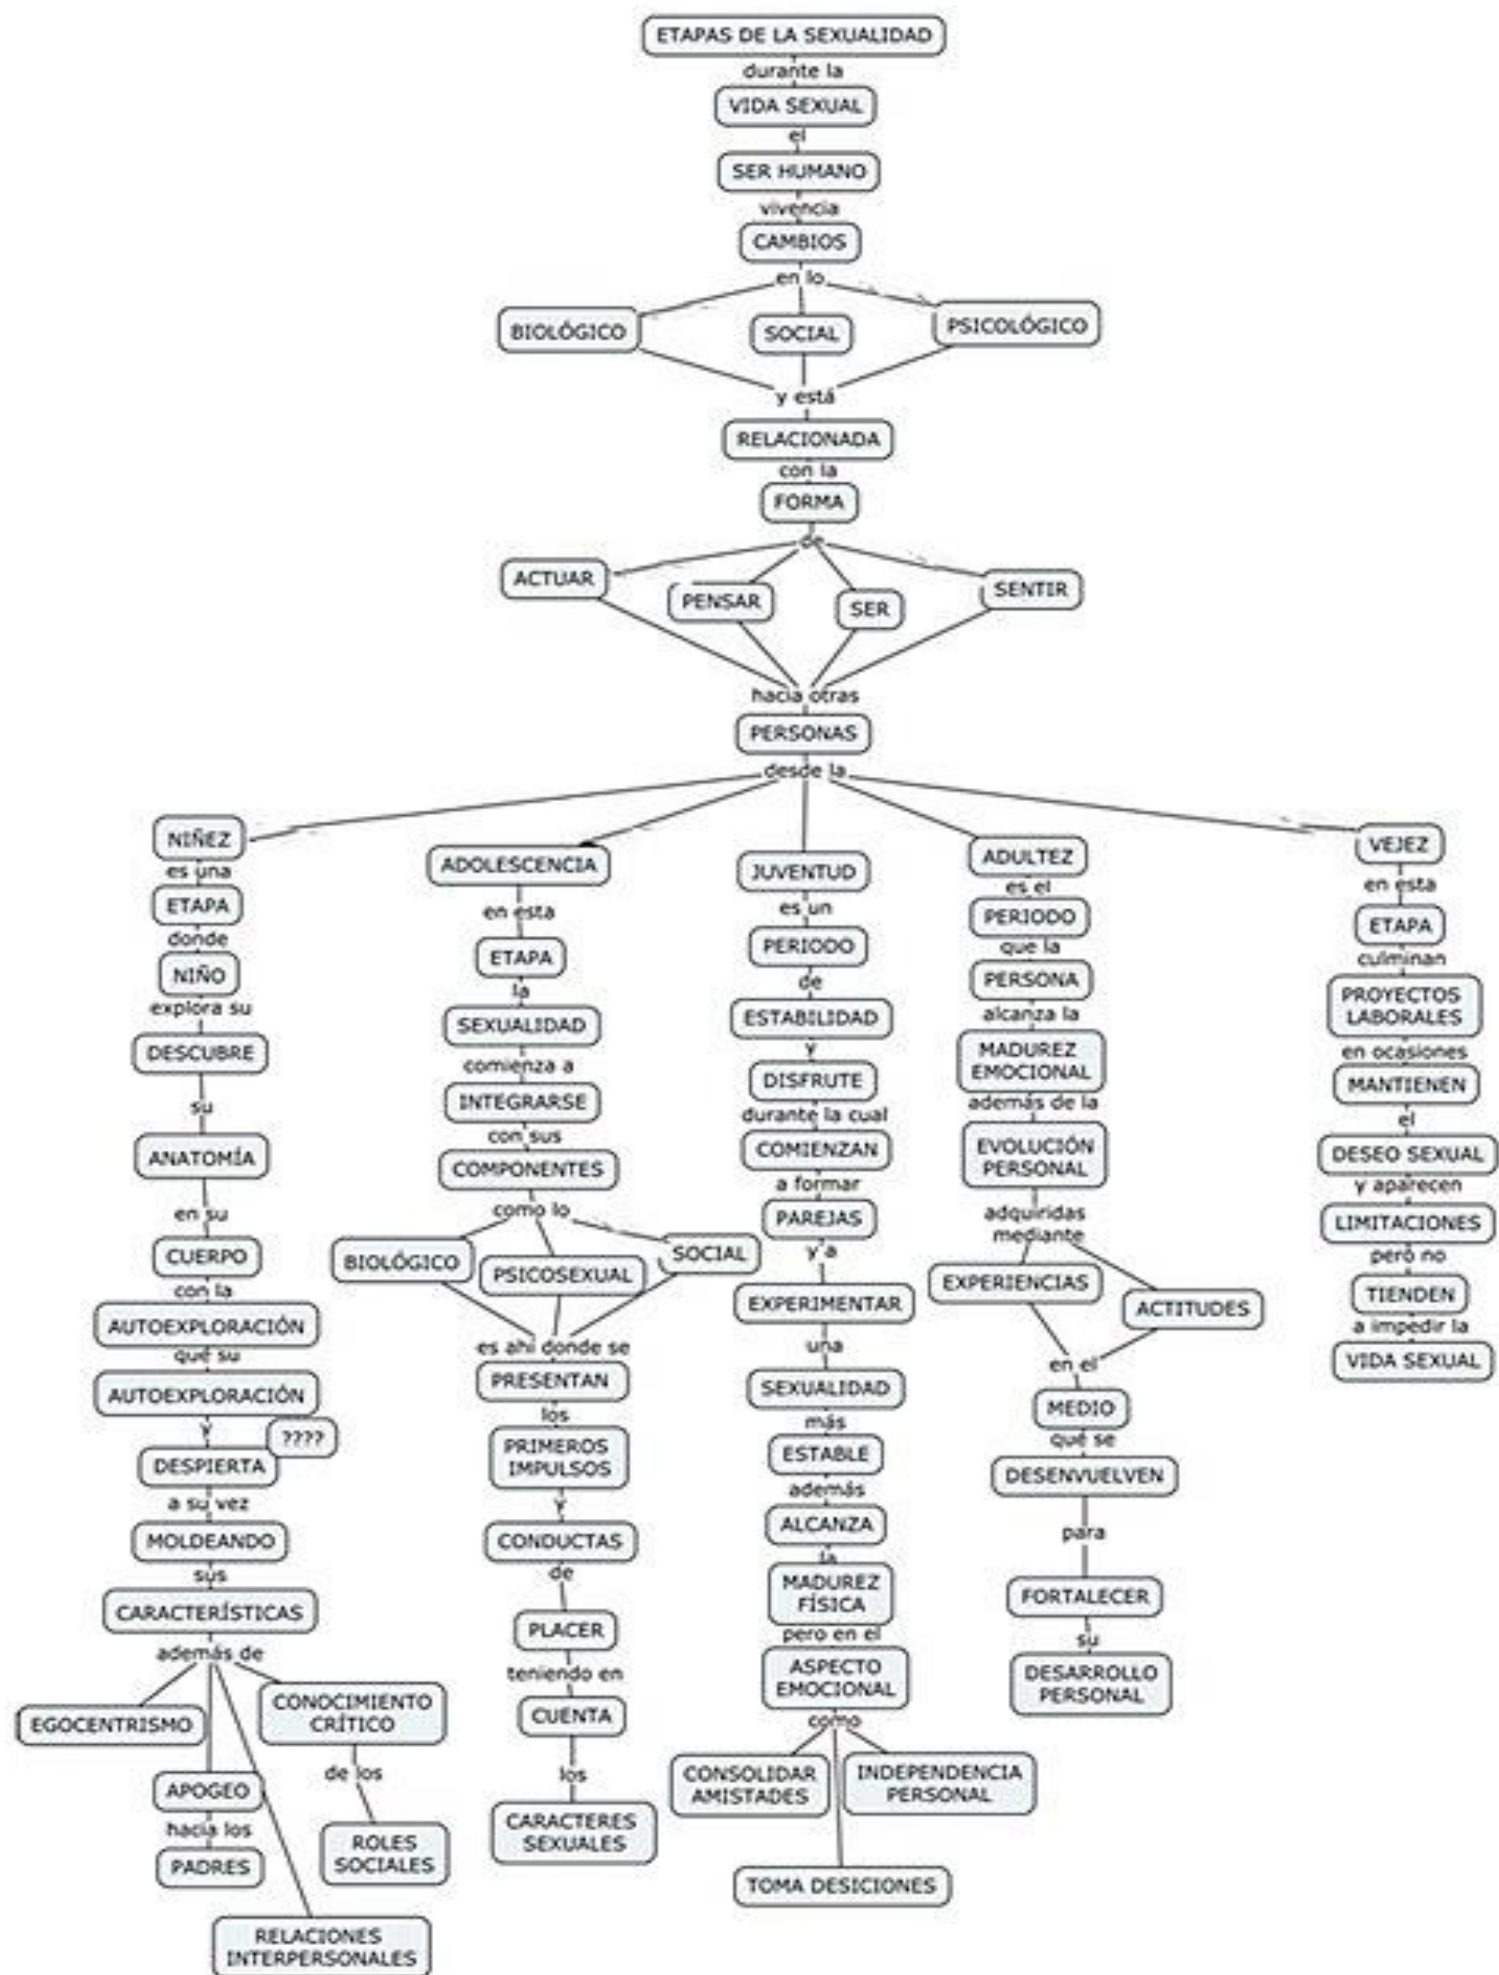 ETAPAS DE LA SEXUALIDAD
durante la
VIDA SEXUAL
el
SER HUMANO
vivencia
CAMBIOS
en lo
BIOLÓGICO
SOCIAL
PSICOLÓGICO
y está
RELACIONADA
con la
FORMA
de
ACTUAR
PENSAR
SER
SENTIR
hacia otras
PERSONAS
desde la
NIÑEZ
es una
ETAPA
donde
NIÑO
explora su
DESCUBRE
su
ANATOMÍA
en su
CUERPO
con la
AUTOEXPLORACIÓN
qué su
AUTOEXPLORACIÓN
y
????
DESPIERTA
a su vez
MOLDEANDO
sus
CARACTERÍSTICAS
además de
EGOCENTRISMO
CONOCIMIENTO
CRÍTICO
de los
ROLES
SOCIALES
APOGEO
hacia los
PADRES
RELACIONES
INTERPERSONALES
ADOLESCENCIA
en esta
ETAPA
la
SEXUALIDAD
comienza a
INTEGRARSE
con sus
COMPONENTES
como lo
BIOLÓGICO
PSICOSEXUAL
SOCIAL
es ahí donde se
PRESENTAN
los
PRIMEROS
IMPULSOS
y
CONDUCTAS
de
PLACER
teniendo en
CUENTA
los
CARACTERES
SEXUALES
JUVENTUD
es un
PERIODO
de
ESTABILIDAD
y
DISFRUTE
durante la cual
COMIENZAN
a formar
PAREJAS
y a
EXPERIMENTAR
una
SEXUALIDAD
más
ESTABLE
además
ALCANZA
la
MADUREZ
FÍSICA
pero en el
ASPECTO
EMOCIONAL
como
CONSOLIDAR
AMISTADES
INDEPENDENCIA
PERSONAL
TOMA DESICIONES
ADULTEZ
es el
PERIODO
que la
PERSONA
alcanza la
MADUREZ
EMOCIONAL
además de la
EVOLUCIÓN
PERSONAL
adquiridas
mediante
EXPERIENCIAS
ACTITUDES
en el
MEDIO
qué se
DESENVUELVEN
para
FORTALECER
su
DESARROLLO
PERSONAL
VEJEZ
en esta
ETAPA
culminan
PROYECTOS
LABORALES
en ocasiones
MANTIENEN
el
DESEO SEXUAL
y aparecen
LIMITACIONES
pero no
TIENDEN
a impedir la
VIDA SEXUAL